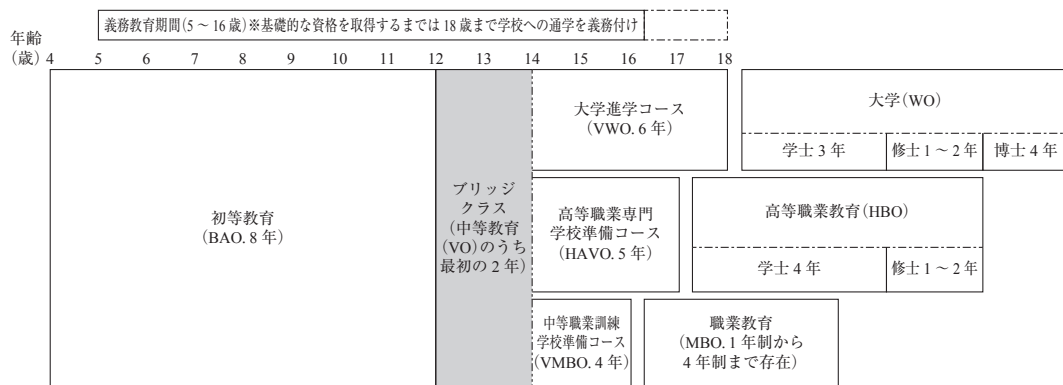 義務教育期間(5～16歳)※基礎的な資格を取得するまでは18歳まで学校への通学を義務付け
年齢
(歳)
4 5 6 7 8 9 10 11 12 13 14 15 16 17 18
初等教育
(BAO. 8年)
ブリッジ
クラス
(中等教育
(VO)のうち
最初の2年)
大学進学コース
(VWO. 6年)
大学(WO)
学士3年
修士1～2年
博士4年
高等職業専門
学校準備コース
(HAVO. 5年)
高等職業教育(HBO)
学士4年
修士1～2年
中等職業訓練
学校準備コース
(VMBO. 4年)
職業教育
(MBO. 1年制から
4年制まで存在)